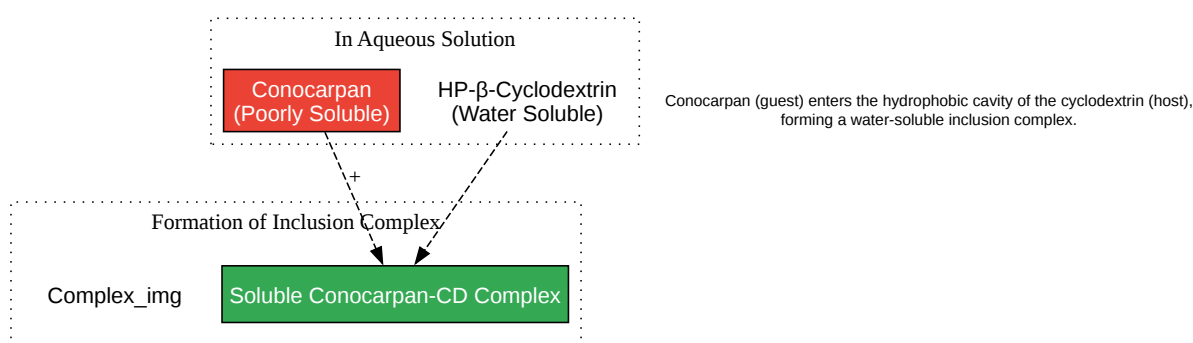 In Aqueous Solution
Conocarpan
(Poorly Soluble)
HP-β-Cyclodextrin
(Water Soluble)
Conocarpan (guest) enters the hydrophobic cavity of the cyclodextrin (host),
forming a water-soluble inclusion complex.
+
Formation of Inclusion Complex
Complex_img
Soluble Conocarpan-CD Complex